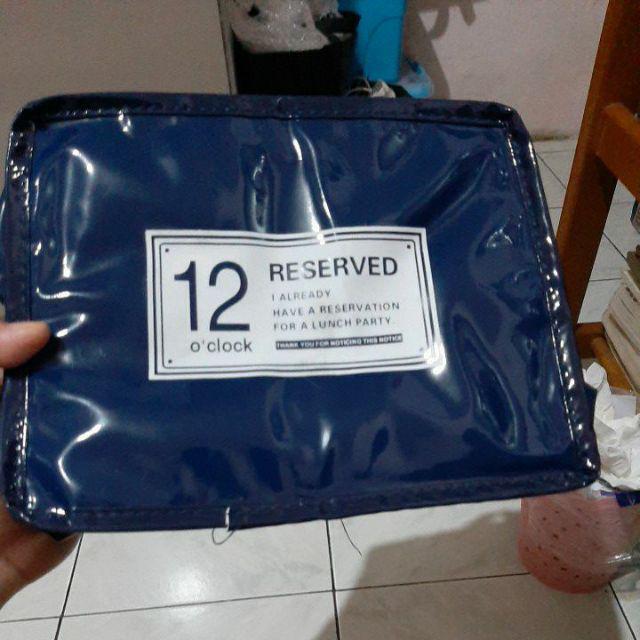 12
o'clock
RESERVED
I ALREADY
HAVE A RESERVATION
FOR A LUNCH PARTY.
THANK YOU FOR NOTICING THIS NOTICE